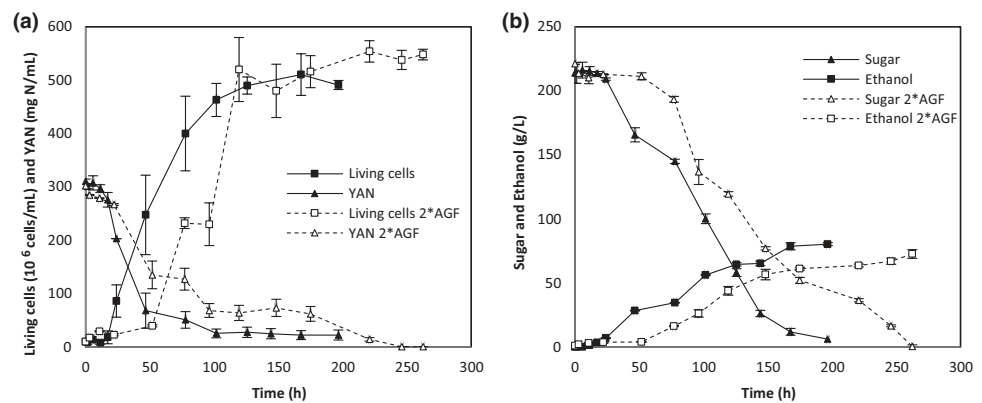 (a)
600
500
400
300
200
100
0
Living cells (10 6 cells/mL) and YAN (mg N/mL)
Living cells
YAN
Living cells 2*AGF
YAN 2*AGF
0 50 100 150 200 250 300
Time (h)
(b)
250
200
150
100
50
0
Sugar and Ethanol (g/L)
Sugar
Ethanol
Sugar 2*AGF
Ethanol 2*AGF
0 50 100 150 200 250 300
Time (h)